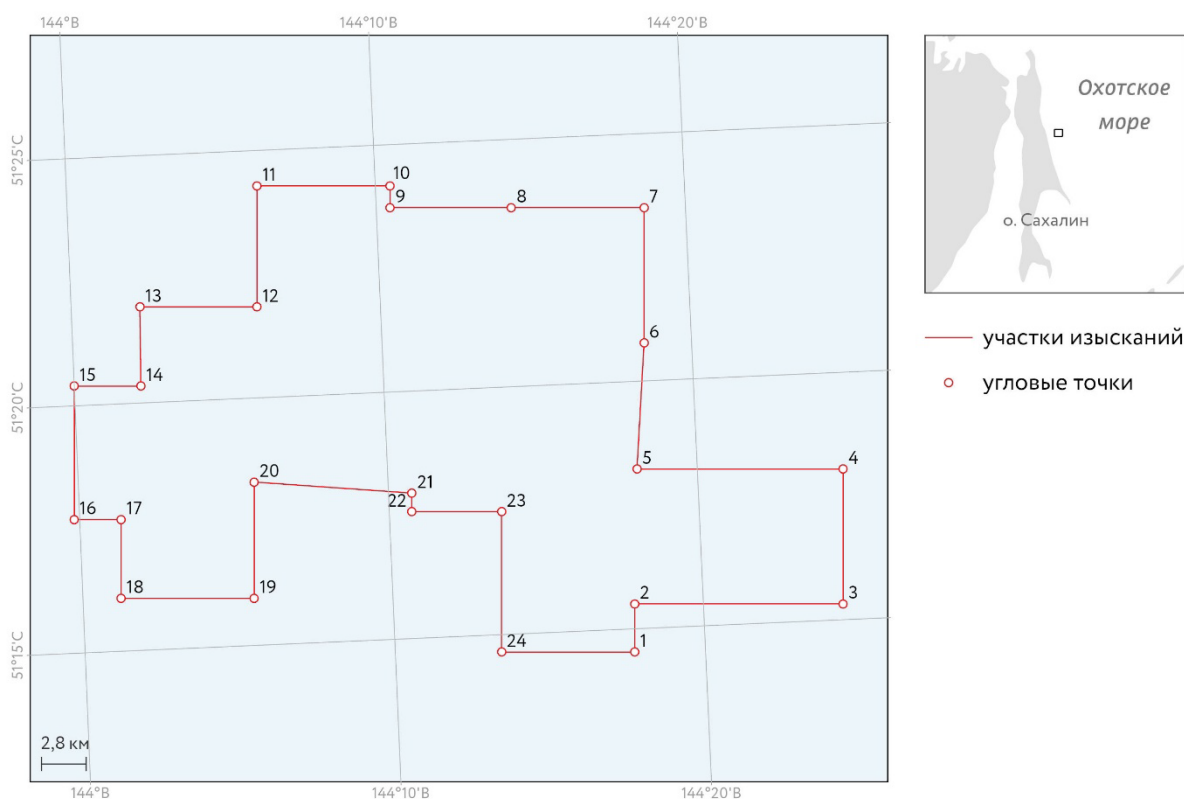 144°В 144°10'В 144°20'В
Охотское
море
о. Сахалин
участки изысканий
угловые точки
51°25'С
51°20'С
51°15'С
11 10
9 8 7
13 12
6
15 14
5 4
20 21
16 17 22 23
18 19 2 3
24 1
2,8 км
144°В 144°10'В 144°20'В